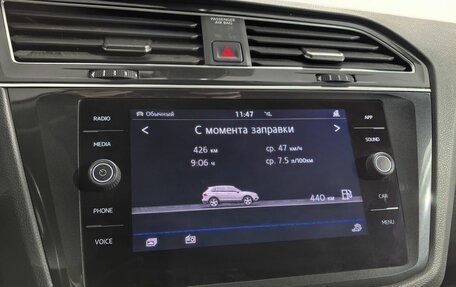 PASSENGER
AIR BAG
RADIO
MEDIA
PHONE
VOICE
Обычный 11:47
С момента заправки
426 км ср. 47 км/ч
9:06 ч ср. 7.5 л/100км
440 км
APP
SOUND
CAR
MENU